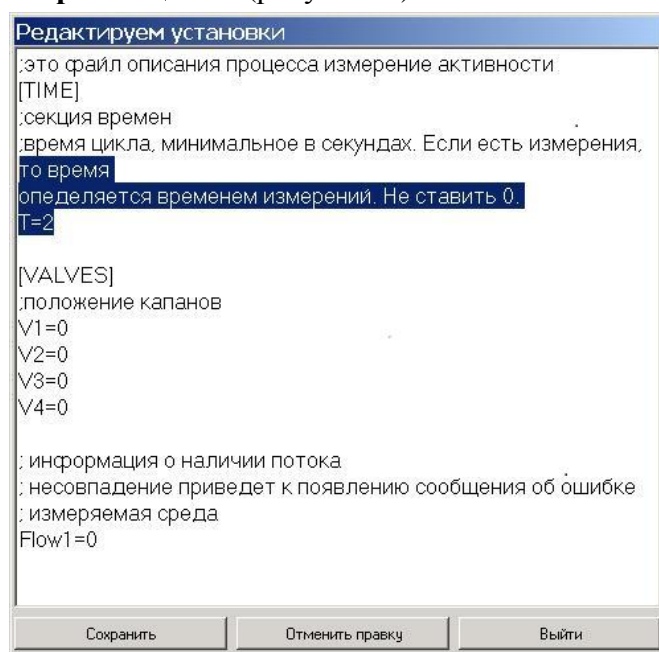 Редактируем установки
;это файл описания процесса измерение активности
[TIME]
;секция времен
;время цикла, минимальное в секундах. Если есть измерения,
то время
опеделяется временем измерений. Не ставить 0.
T=2
[VALVES]
;положение капанов
V1=0
V2=0
V3=0
V4=0
; информация о наличии потока
; несовпадение приведет к появлению сообщения об ошибке
; измеряемая среда
Flow1=0
Сохранить Отменить правку Выйти